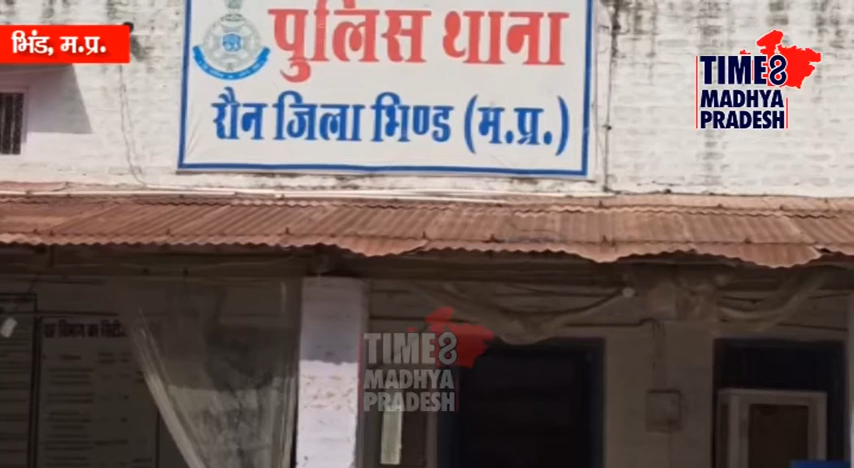 भिंड, म.प्र.
पुलिस थाना
रौन जिला भिण्ड (म.प्र.)
TIME8
MADHYA
PRADESH
TIME8
MADHYA
PRADESH